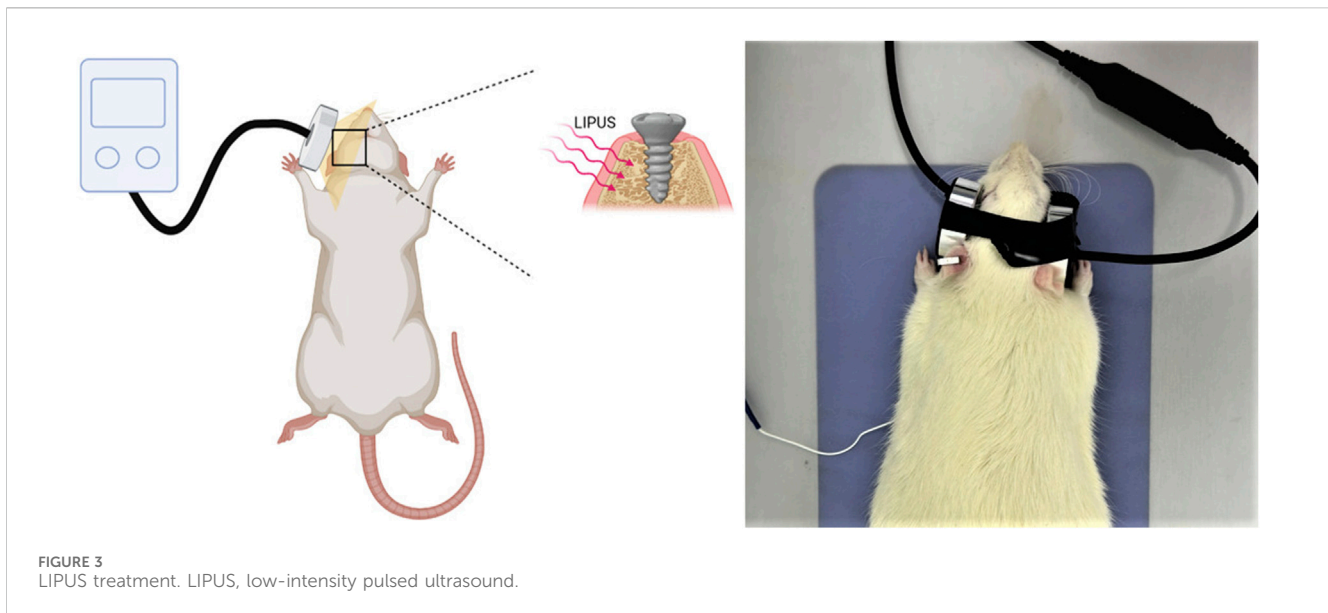 LIPUS
FIGURE 3
LIPUS treatment. LIPUS, low-intensity pulsed ultrasound.